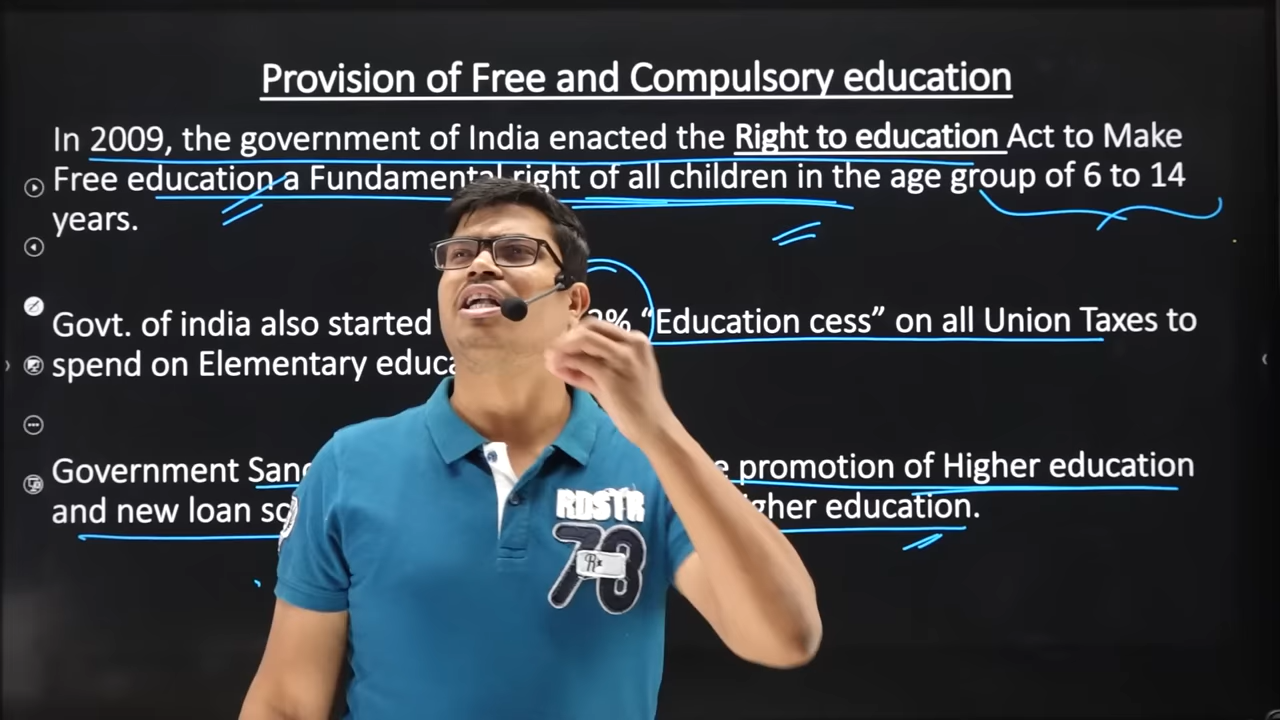 Provision of Free and Compulsory education
In 2009, the government of India enacted the Right to education Act to Make
Free education a Fundamental right of all children in the age group of 6 to 14
years.
Govt. of india also started 2% “Education cess” on all Union Taxes to
spend on Elementary
Government promotion of Higher education
and new loan higher education.
RDSTR
78